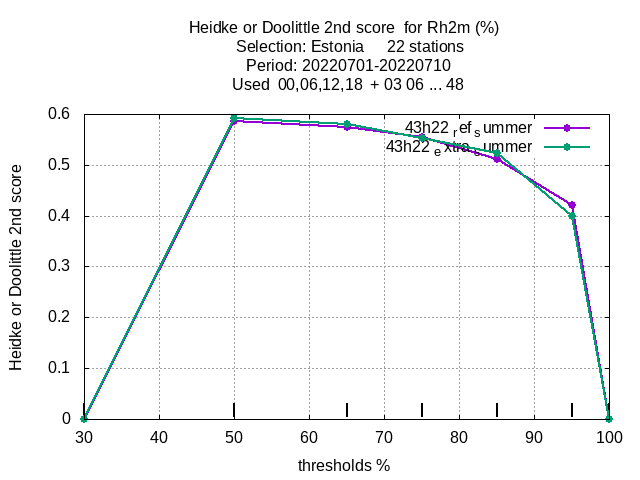 Heidke or Doolittle 2nd score for Rh2m (%)
Selection: Estonia 22 stations
Period: 20220701-20220710
Used 00,06,12,18 + 03 06 ... 48
43h22 ref summer
43h22 extra summer
0.6
0.5
0.4
0.3
0.2
0.1
0
Heidke or Doolittle 2nd score
30 40 50 60 70 80 90 100
thresholds %